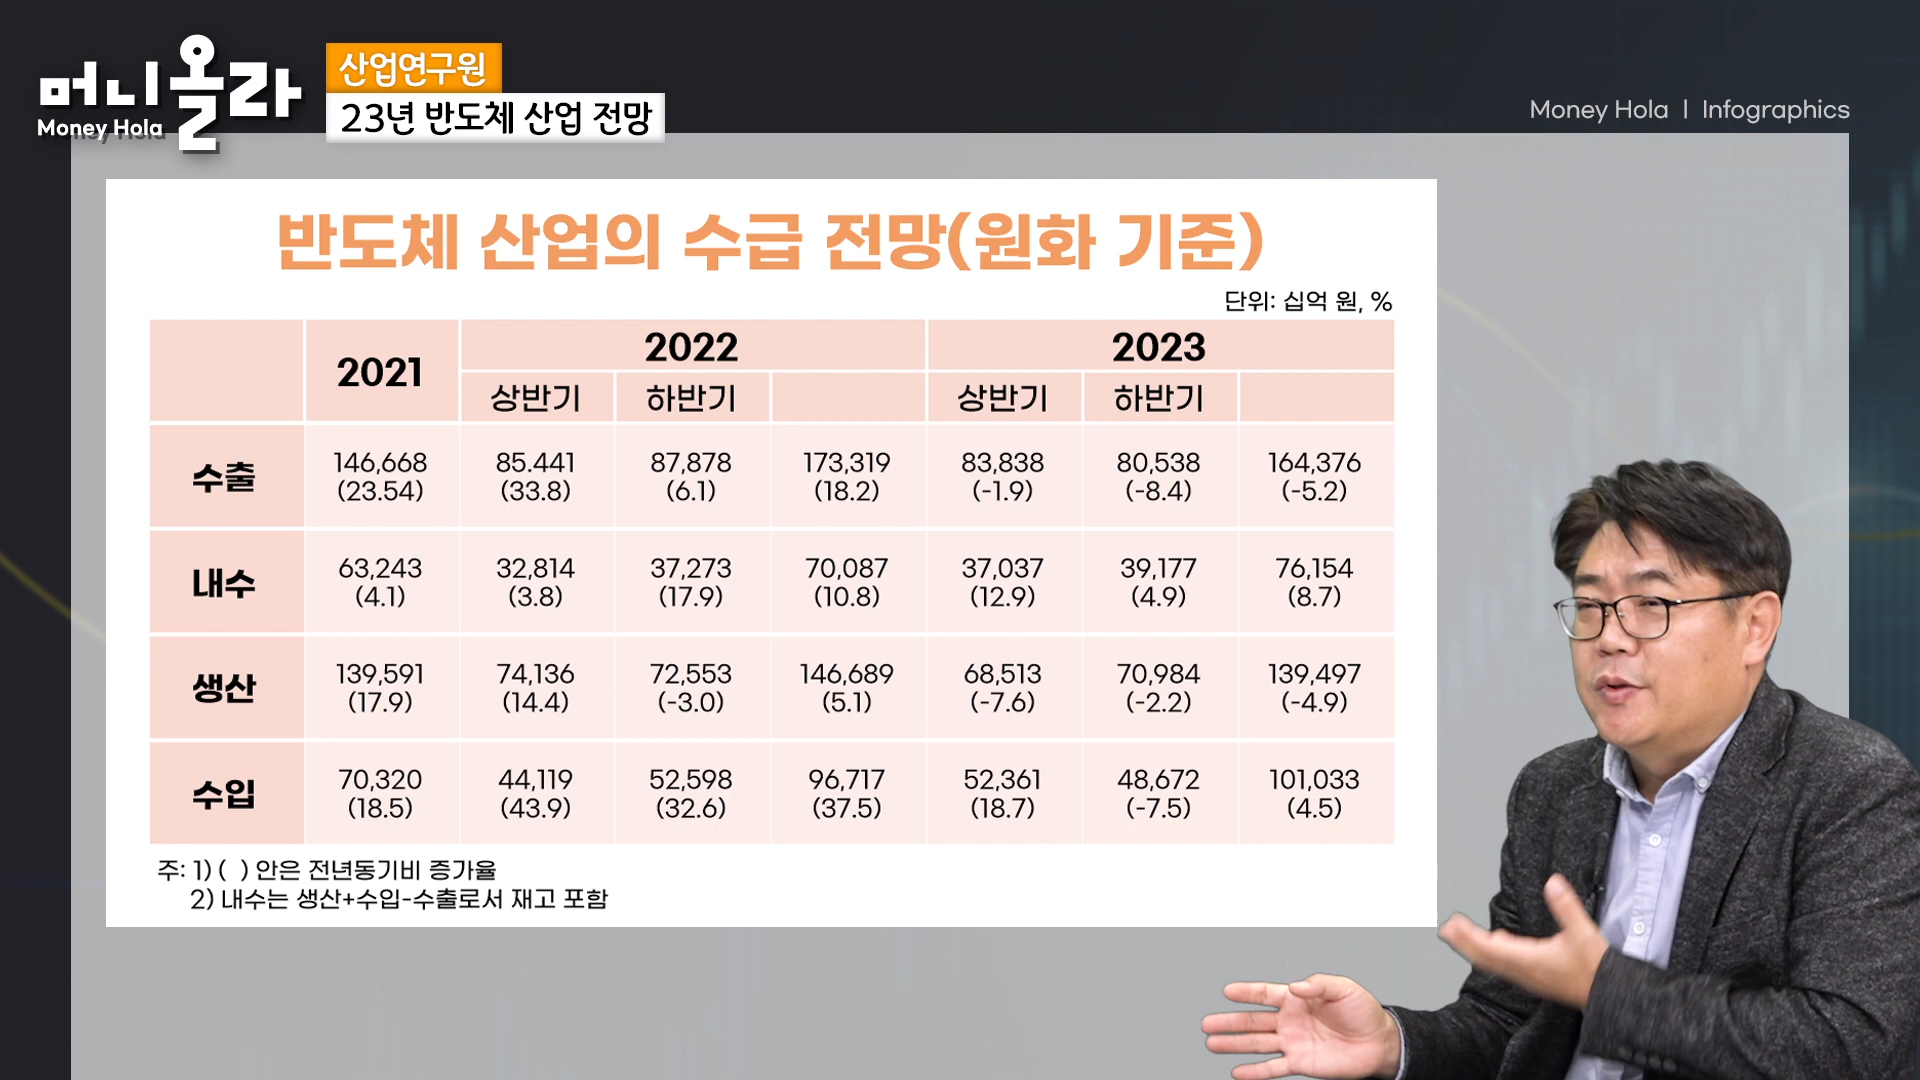 머니올라
Money Hola
산업연구원
23년 반도체 산업 전망
Money Hola | Infographics
반도체 산업의 수급 전망(원화 기준)
단위: 십억 원, %
2021 2022 2023
상반기 하반기 상반기 하반기
수출 146,668 85.441 87,878 173,319 83,838 80,538 164,376
(23.54) (33.8) (6.1) (18.2) (-1.9) (-8.4) (-5.2)
내수 63,243 32,814 37,273 70,087 37,037 39,177 76,154
(4.1) (3.8) (17.9) (10.8) (12.9) (4.9) (8.7)
생산 139,591 74,136 72,553 146,689 68,513 70,984 139,497
(17.9) (14.4) (-3.0) (5.1) (-7.6) (-2.2) (-4.9)
수입 70,320 44,119 52,598 96,717 52,361 48,672 101,033
(18.5) (43.9) (32.6) (37.5) (18.7) (-7.5) (4.5)
주: 1) ( ) 안은 전년동기비 증가율
2) 내수는 생산+수입-수출로서 재고 포함